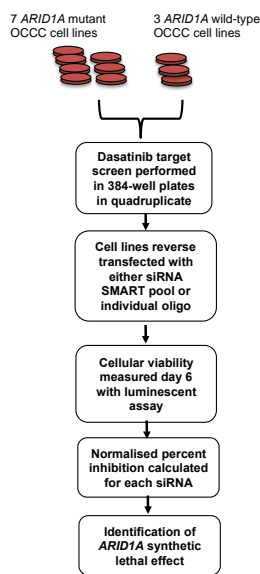 7 ARID1A mutant
OCCC cell lines
3 ARID1A wild-type
OCCC cell lines
Dasatinib target
screen performed
in 384-well plates
in quadruplicate
Cell lines reverse
transfected with
either siRNA
SMART pool or
individual oligo
Cellular viability
measured day 6
with luminescent
assay
Normalised percent
inhibition calculated
for each siRNA
Identification of
ARID1A synthetic
lethal effect